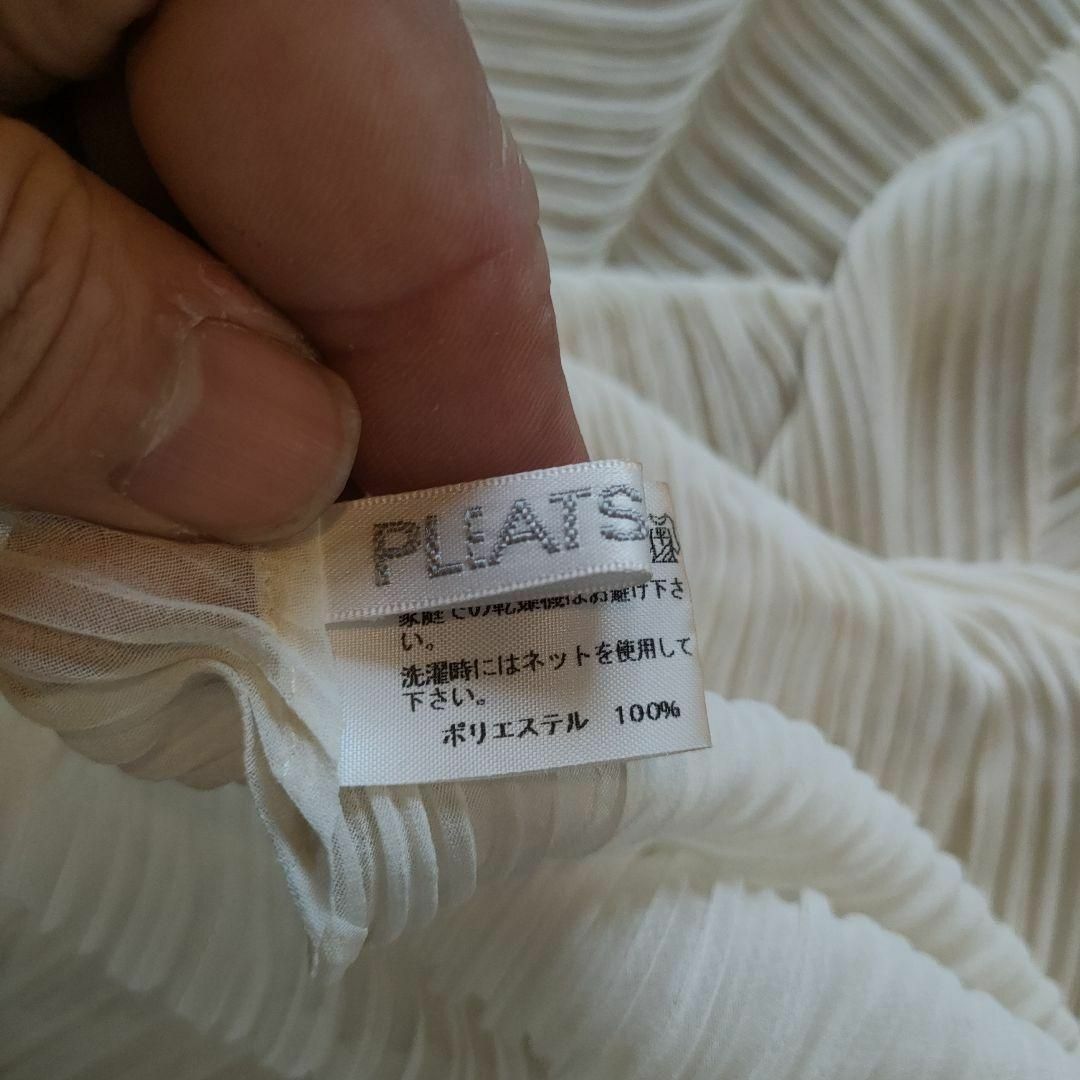 PLEATS
家庭での乾燥機はお避け下さ
い。
洗濯時にはネットを使用して
下さい。
ポリエステル 100%